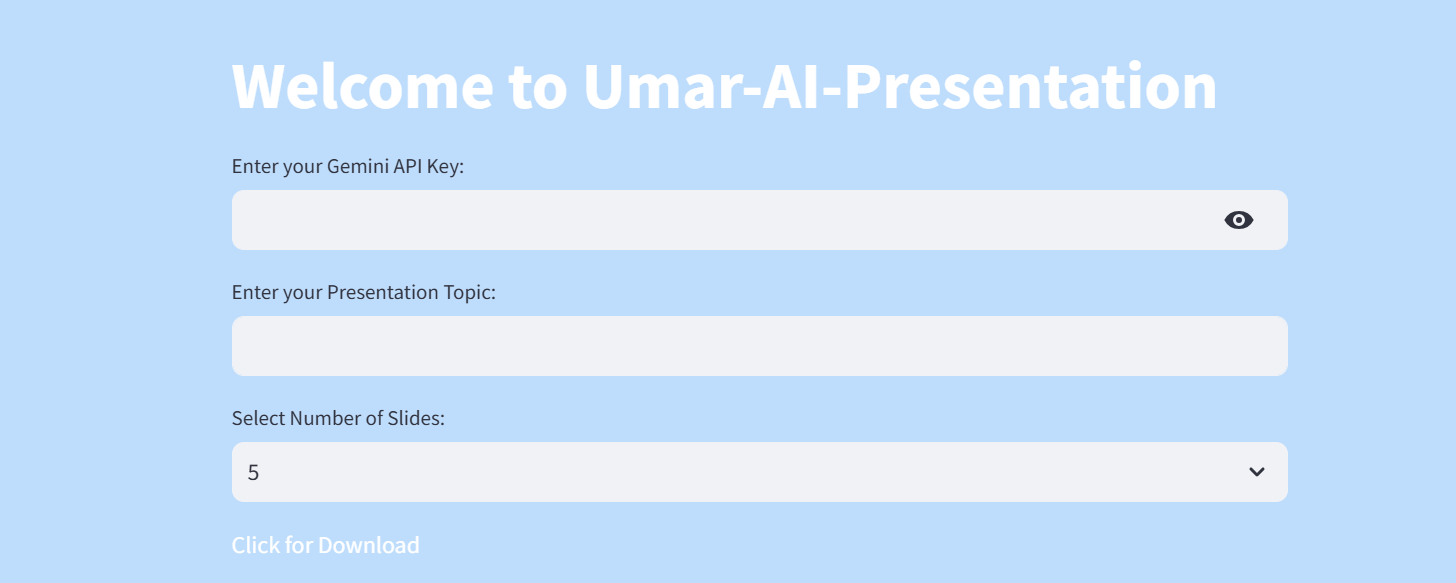 Welcome to Umar-AI-Presentation
Enter your Gemini API Key:
Enter your Presentation Topic:
Select Number of Slides:
5
Click for Download